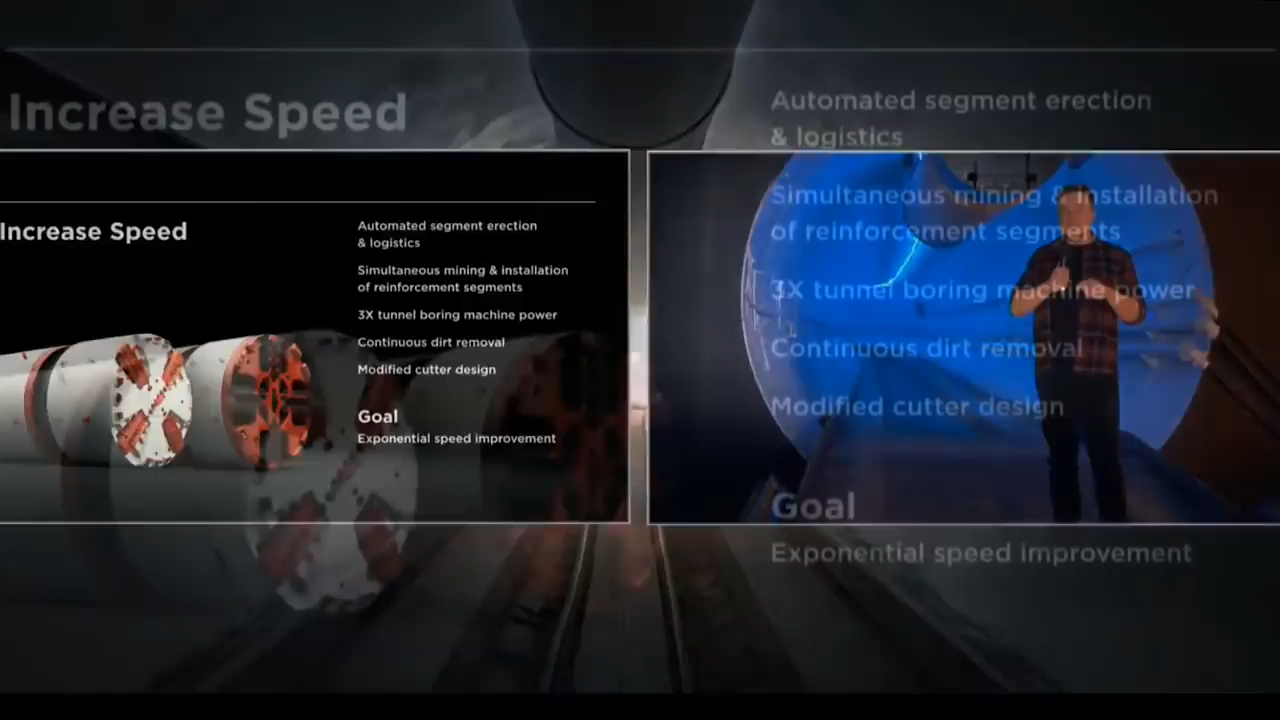 Increase Speed
Automated segment erection
& logistics
Simultaneous mining & installation
of reinforcement segments
3X tunnel boring machine power
Continuous dirt removal
Modified cutter design
Goal
Exponential speed improvement
Increase Speed
Automated segment erection
& logistics
Simultaneous mining & installation
of reinforcement segments
3X tunnel boring machine power
Continuous dirt removal
Modified cutter design
Goal
Exponential speed improvement